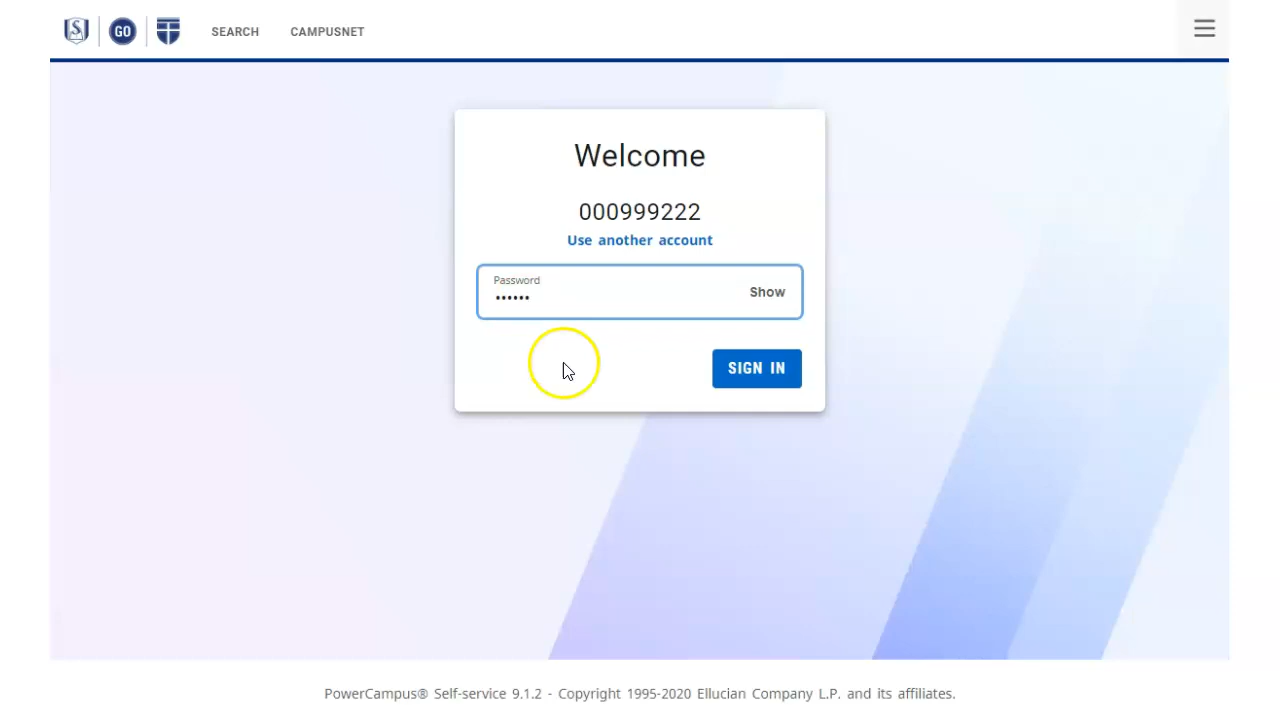 S GO SEARCH CAMPUSNET
Welcome
000999222
Use another account
Password
•••••• Show
SIGN IN
PowerCampus® Self-service 9.1.2 - Copyright 1995-2020 Ellucian Company L.P. and its affiliates.